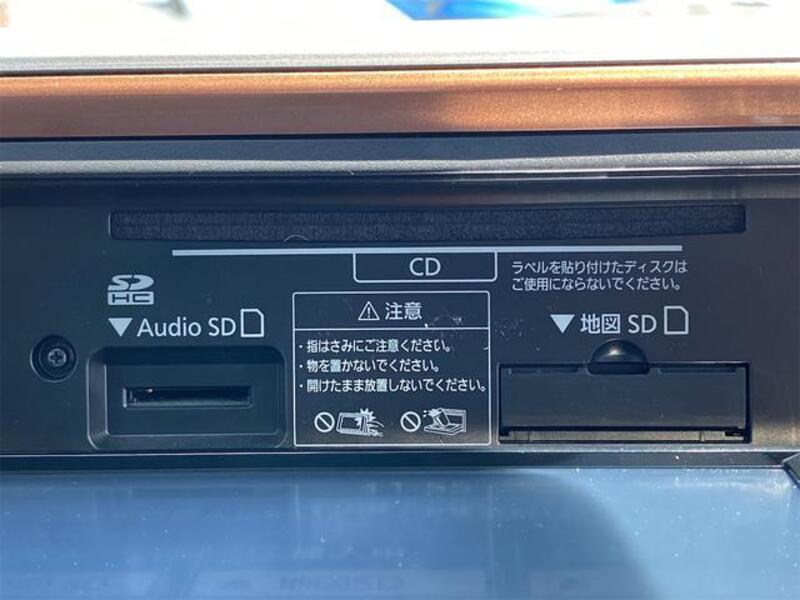 CD
ラベルを貼り付けたディスクは
ご使用にならないでください。
SD
HC
▼Audio SD
⚠注意
・指はさみにご注意ください。
・物を置かないでください。
・開けたまま放置しないでください。
▼地図 SD